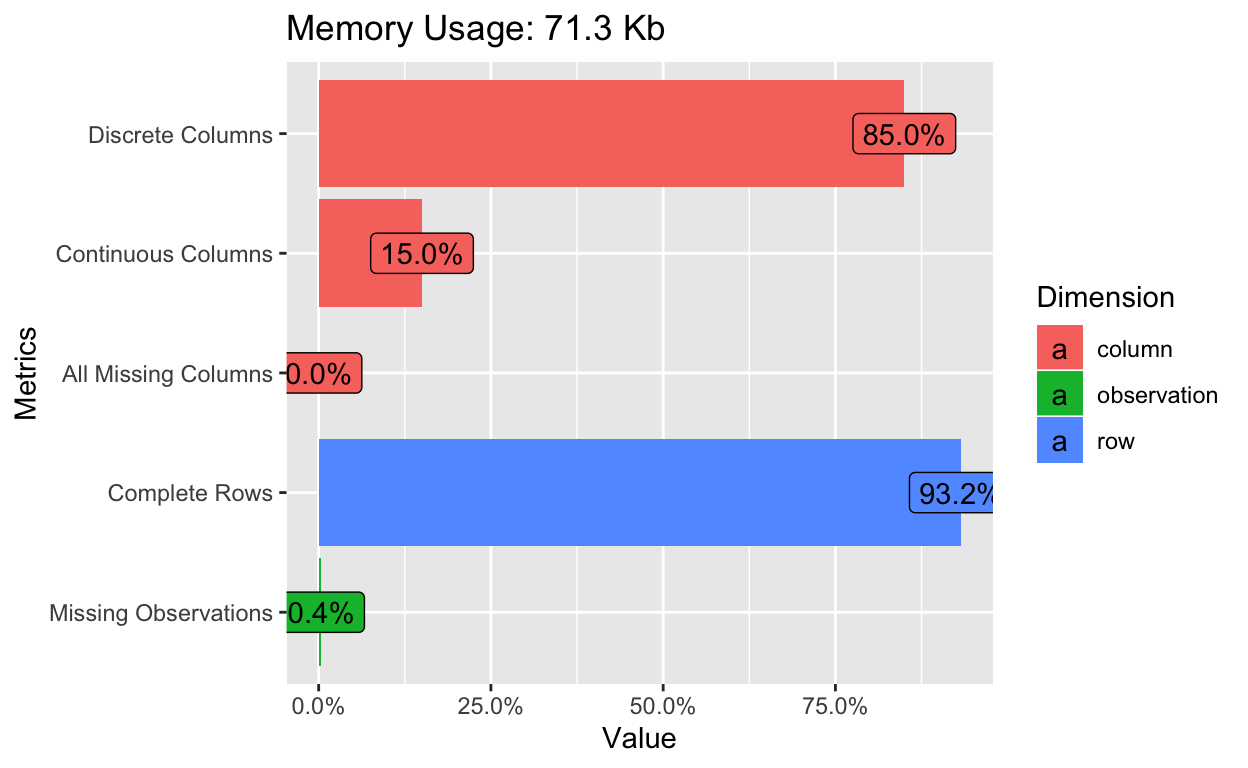 Memory Usage: 71.3 Kb
Discrete Columns
85.0%
Continuous Columns
15.0%
All Missing Columns
0.0%
Complete Rows
93.2%
Missing Observations
0.4%
0.0%
25.0%
50.0%
75.0%
Value
Metrics
Dimension
a column
a observation
a row